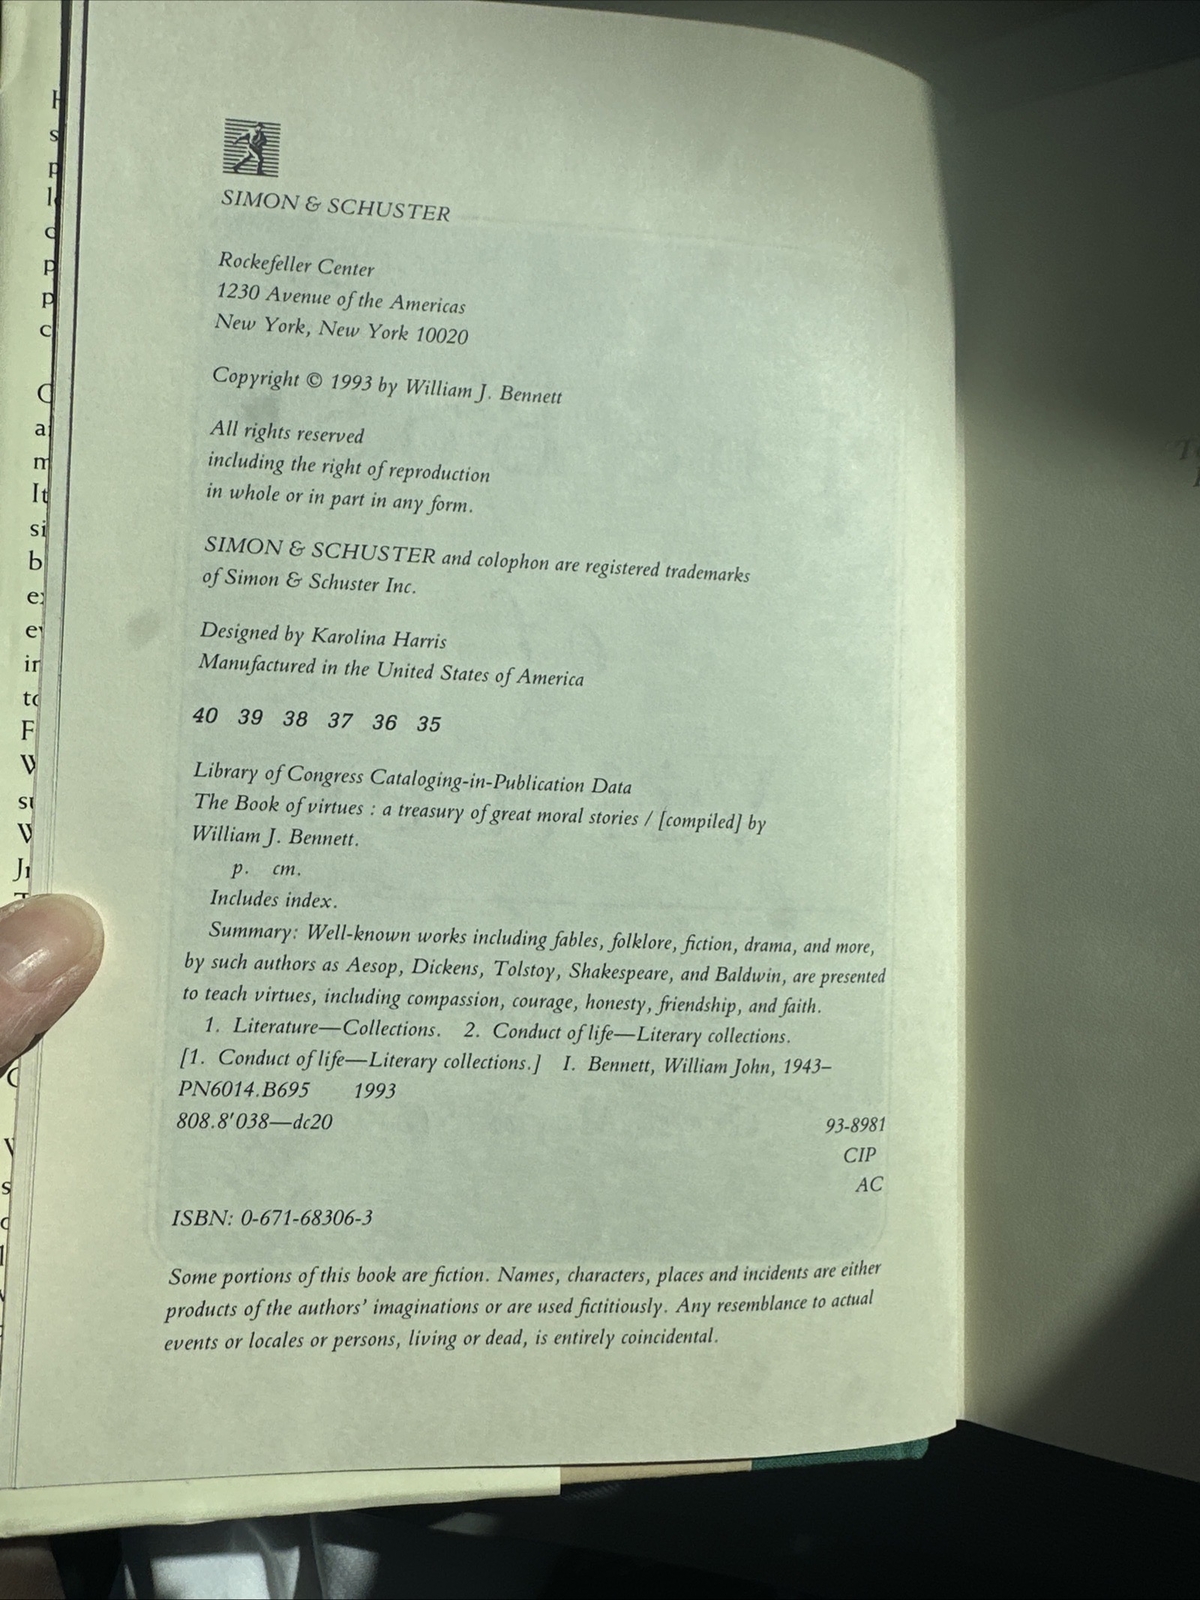 SIMON & SCHUSTER
Rockefeller Center
1230 Avenue of the Americas
New York, New York 10020
Copyright © 1993 by William J. Bennett
All rights reserved
including the right of reproduction
in whole or in part in any form.
SIMON & SCHUSTER and colophon are registered trademarks
of Simon & Schuster Inc.
Designed by Karolina Harris
Manufactured in the United States of America
40 39 38 37 36 35
Library of Congress Cataloging-in-Publication Data
The Book of virtues : a treasury of great moral stories / [compiled] by
William J. Bennett.
p. cm.
Includes index.
Summary: Well-known works including fables, folklore, fiction, drama, and more,
by such authors as Aesop, Dickens, Tolstoy, Shakespeare, and Baldwin, are presented
to teach virtues, including compassion, courage, honesty, friendship, and faith.
1. Literature—Collections. 2. Conduct of life—Literary collections.
[1. Conduct of life—Literary collections.] I. Bennett, William John, 1943–
PN6014.B695 1993
808.8'038—dc20 93-8981
CIP
AC
ISBN: 0-671-68306-3
Some portions of this book are fiction. Names, characters, places and incidents are either
products of the authors' imaginations or are used fictitiously. Any resemblance to actual
events or locales or persons, living or dead, is entirely coincidental.